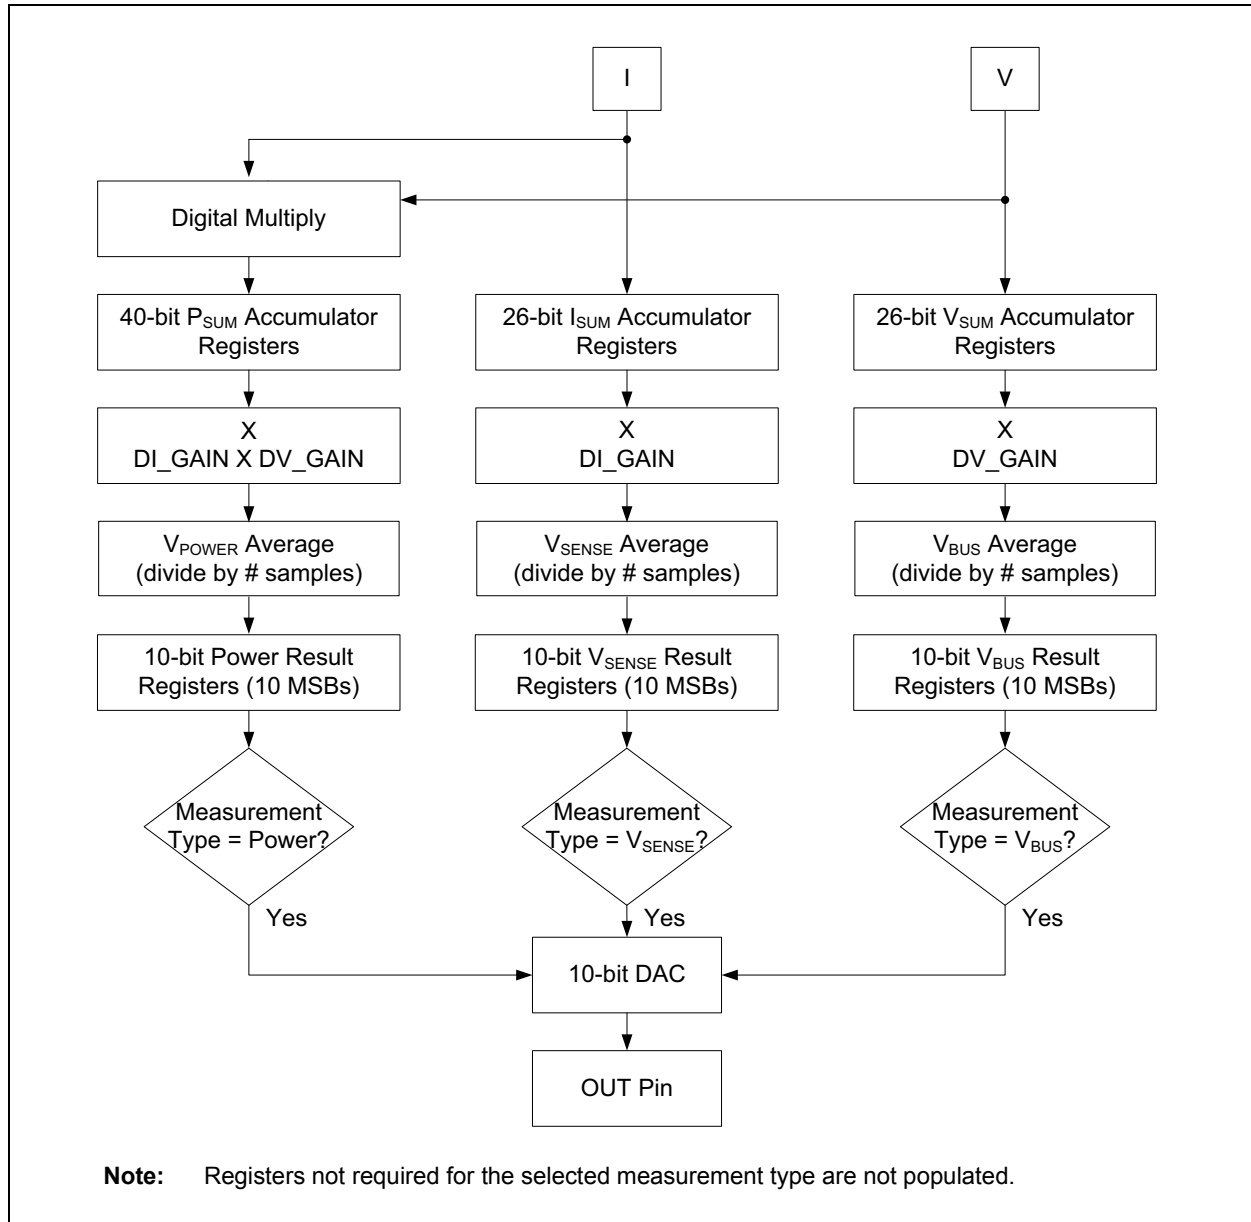 I
V
Digital Multiply
40-bit PSUM Accumulator
Registers
26-bit ISUM Accumulator
Registers
26-bit VSUM Accumulator
Registers
X
DI_GAIN X DV_GAIN
X
DI_GAIN
X
DV_GAIN
VPOWER Average
(divide by # samples)
VSENSE Average
(divide by # samples)
VBUS Average
(divide by # samples)
10-bit Power Result
Registers (10 MSBs)
10-bit VSENSE Result
Registers (10 MSBs)
10-bit VBUS Result
Registers (10 MSBs)
Measurement
Type = Power?
Measurement
Type = VSENSE?
Measurement
Type = VBUS?
Yes
Yes
Yes
10-bit DAC
OUT Pin
Note: Registers not required for the selected measurement type are not populated.